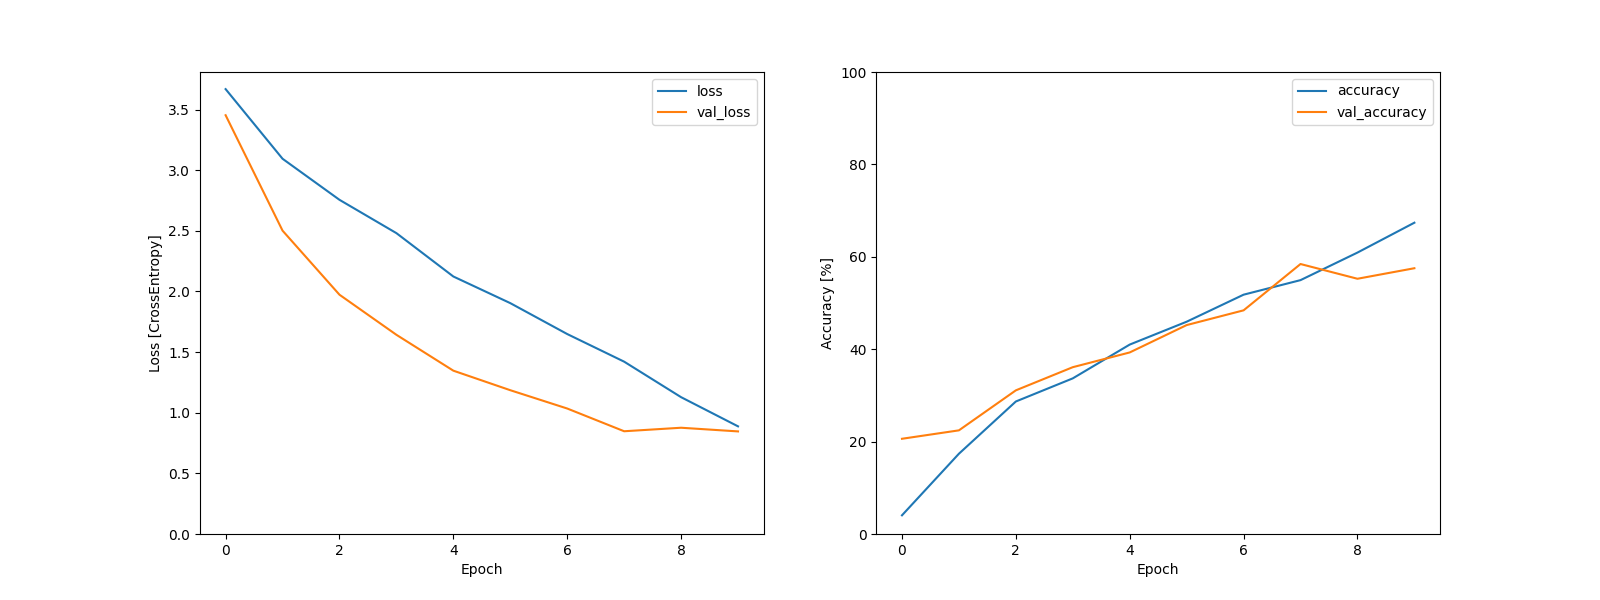 loss
val_loss
3.5
3.0
2.5
2.0
1.5
1.0
0.5
0.0
Loss [CrossEntropy]
0 2 4 6 8
Epoch
accuracy
val_accuracy
100
80
60
40
20
0
Accuracy [%]
0 2 4 6 8
Epoch